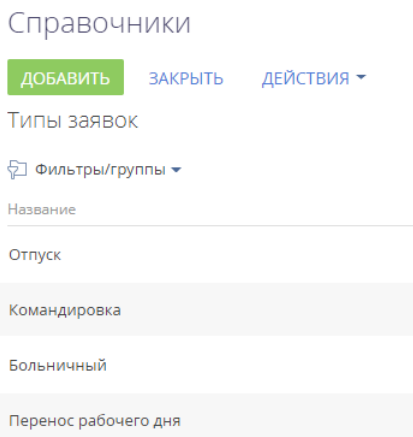 Справочники
ДОБАВИТЬ ЗАКРЫТЬ ДЕЙСТВИЯ
Типы заявок
Фильтры/группы
Название
Отпуск
Командировка
Больничный
Перенос рабочего дня